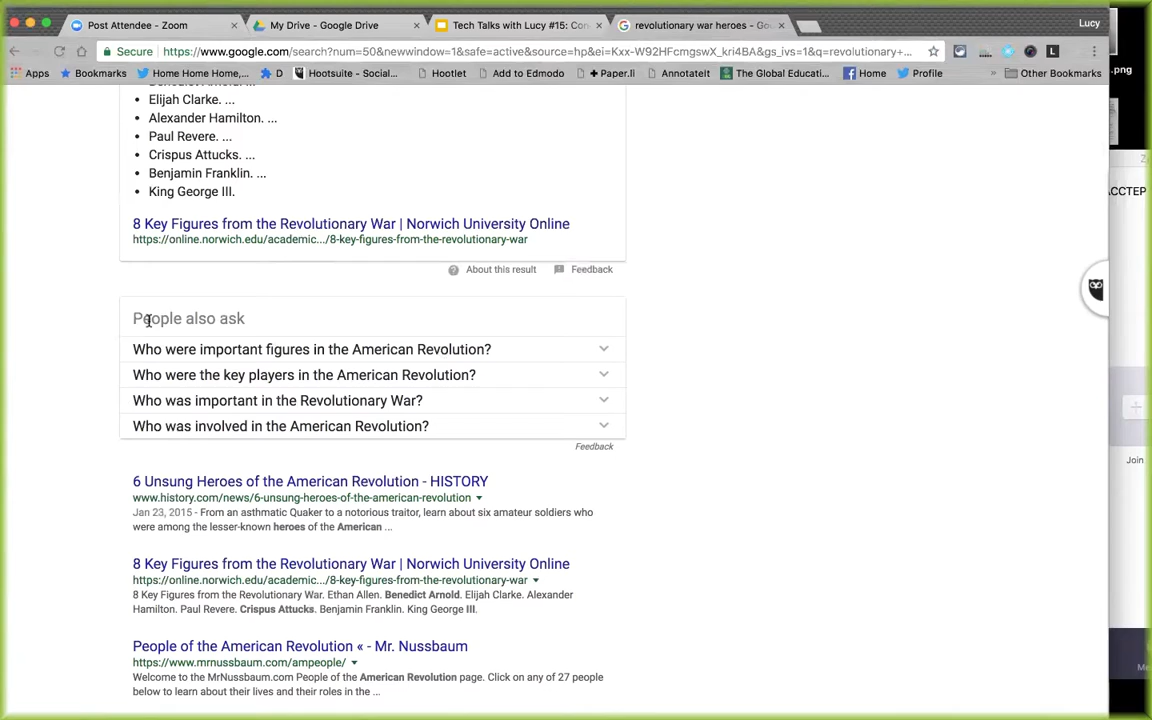 Post Attendee - Zoom
My Drive - Google Drive
Tech Talks with Lucy #15: Con
revolutionary war heroes - Go
Lucy
Secure
https://www.google.com/search?num=50&newwindow=1&safe=active&source=hp&ei=Kxx-W92HFcmgswX_kri4BA&gs_ivs=1&q=revolutionary+...
Apps
Bookmarks
Home Home Home,...
D
Hootsuite - Social...
Hootlet
Add to Edmodo
+ Paper.li
AnnotateIt
The Global Educati...
Home
Profile
»
Other Bookmarks
.png
• Elijah Clarke. ...
• Alexander Hamilton. ...
• Paul Revere. ...
• Crispus Attucks. ...
• Benjamin Franklin. ...
• King George III.
8 Key Figures from the Revolutionary War | Norwich University Online
https://online.norwich.edu/academic.../8-key-figures-from-the-revolutionary-war
About this result
Feedback
People also ask
Who were important figures in the American Revolution?
Who were the key players in the American Revolution?
Who was important in the Revolutionary War?
Who was involved in the American Revolution?
Feedback
6 Unsung Heroes of the American Revolution - HISTORY
www.history.com/news/6-unsung-heroes-of-the-american-revolution
Jan 23, 2015 - From an asthmatic Quaker to a notorious traitor, learn about six amateur soldiers who
were among the lesser-known heroes of the American ...
8 Key Figures from the Revolutionary War | Norwich University Online
https://online.norwich.edu/academic.../8-key-figures-from-the-revolutionary-war
8 Key Figures from the Revolutionary War. Ethan Allen. Benedict Arnold. Elijah Clarke. Alexander
Hamilton. Paul Revere. Crispus Attucks. Benjamin Franklin. King George III.
People of the American Revolution « - Mr. Nussbaum
https://www.mrnussbaum.com/ampeople/
Welcome to the MrNussbaum.com People of the American Revolution page. Click on any of 27 people
below to learn about their lives and their roles in the ...
CCTEP
Join